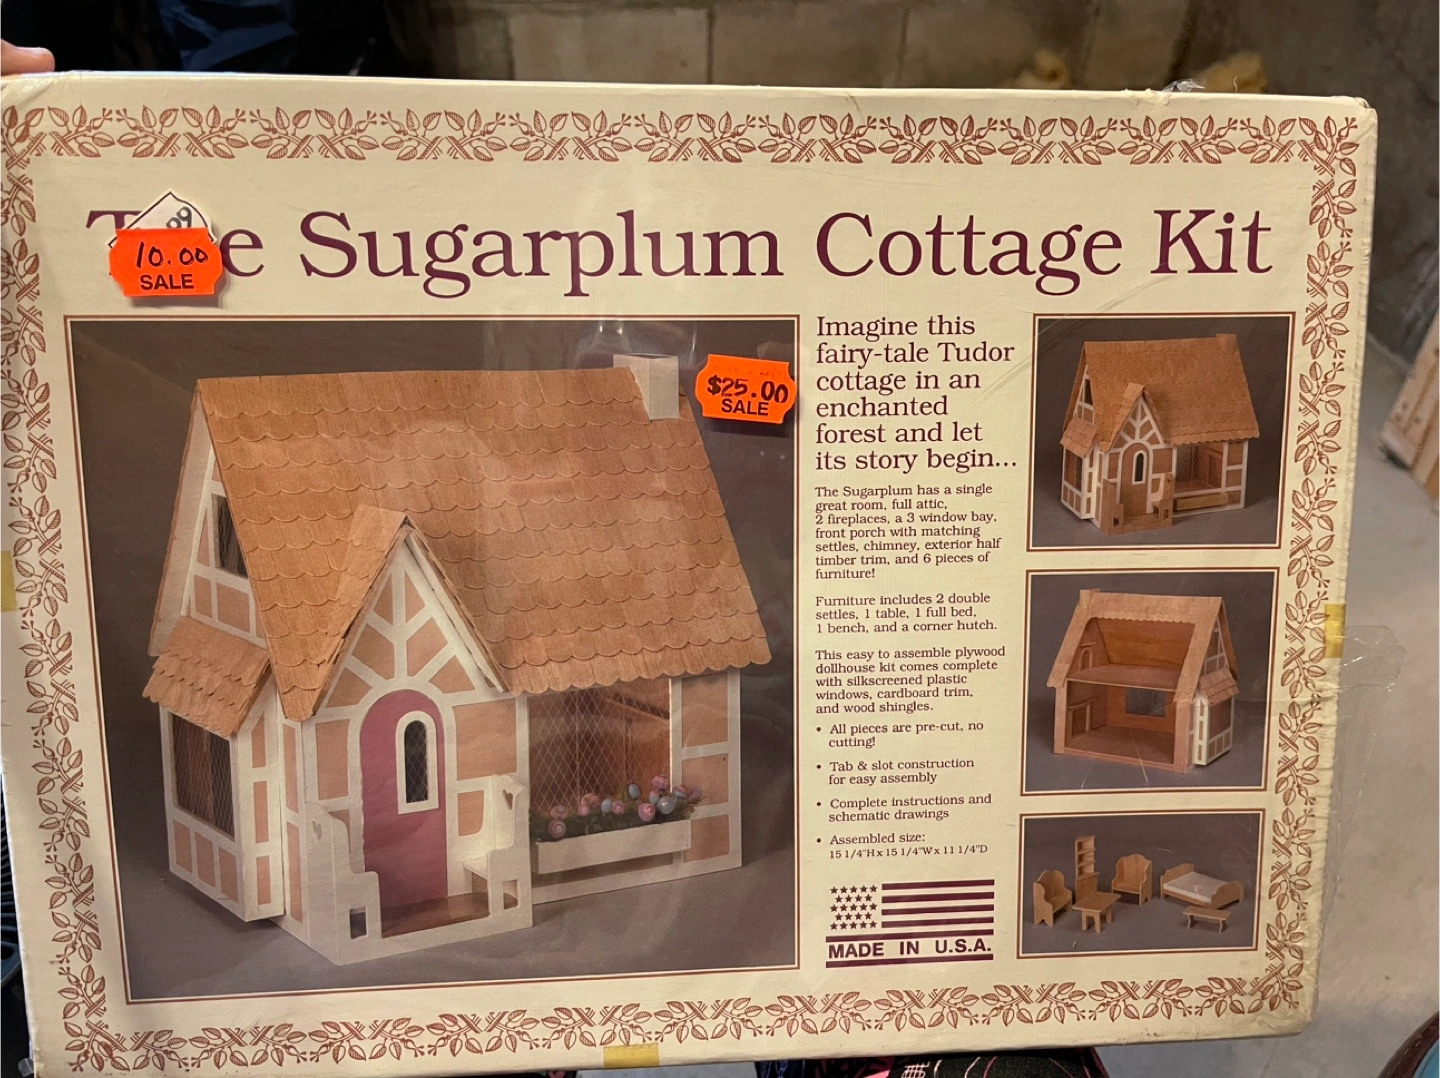 09
10.00
SALE
e Sugarplum Cottage Kit
$25.00
SALE
Imagine this
fairy-tale Tudor
cottage in an
enchanted
forest and let
its story begin...
The Sugarplum has a single
great room, full attic,
2 fireplaces, a 3 window bay,
front porch with matching
settles, chimney, exterior half
timber trim, and 6 pieces of
furniture!
Furniture includes 2 double
settles, 1 table, 1 full bed,
1 bench, and a corner hutch.
This easy to assemble plywood
dollhouse kit comes complete
with silkscreened plastic
windows, cardboard trim,
and wood shingles.
• All pieces are pre-cut, no
cutting!
• Tab & slot construction
for easy assembly
• Complete instructions and
schematic drawings
• Assembled size:
15 1/4"H x 15 1/4"W x 11 1/4"D
MADE IN U.S.A.